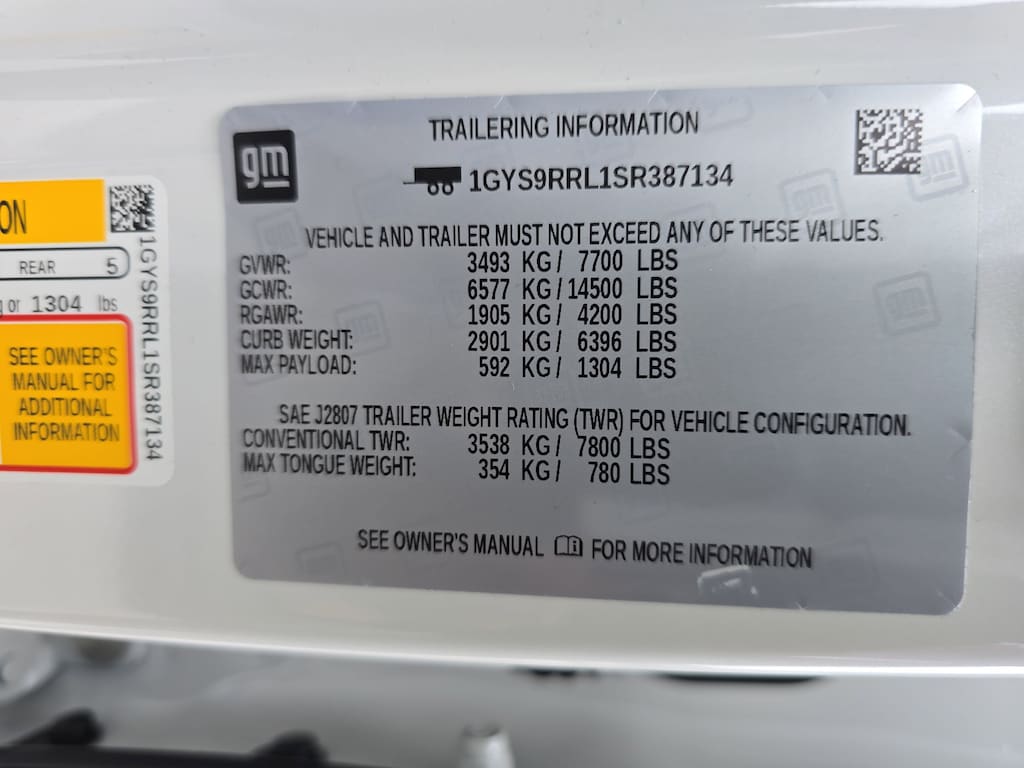 TRAILERING INFORMATION
gm
1GYS9RRL1SR387134
VEHICLE AND TRAILER MUST NOT EXCEED ANY OF THESE VALUES.
GVWR: 3493 KG / 7700 LBS
GCWR: 6577 KG / 14500 LBS
RGAWR: 1905 KG / 4200 LBS
CURB WEIGHT: 2901 KG / 6396 LBS
MAX PAYLOAD: 592 KG / 1304 LBS
SAE J2807 TRAILER WEIGHT RATING (TWR) FOR VEHICLE CONFIGURATION.
CONVENTIONAL TWR: 3538 KG / 7800 LBS
MAX TONGUE WEIGHT: 354 KG / 780 LBS
SEE OWNER'S MANUAL FOR MORE INFORMATION
ON
REAR 5
g or 1304 lbs
SEE OWNER'S
MANUAL FOR
ADDITIONAL
INFORMATION
1GYS9RRL1SR387134